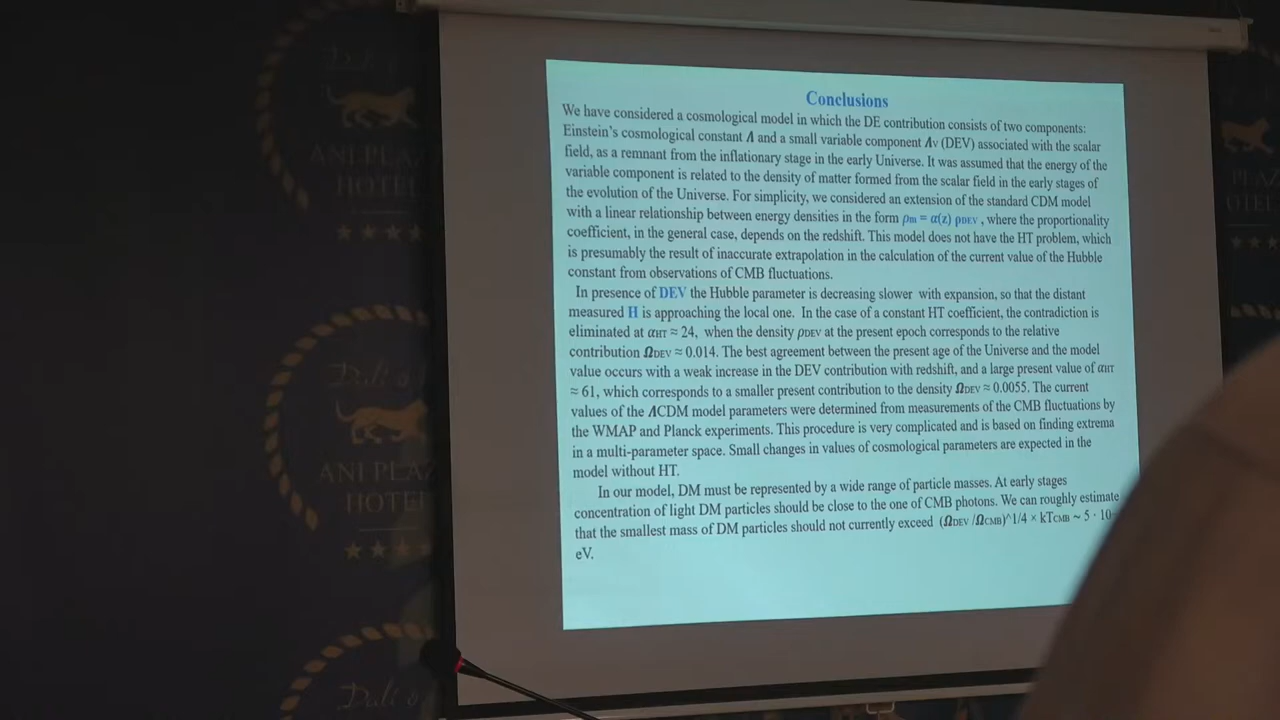 Conclusions
We have considered a cosmological model in which the DE contribution consists of two components:
Einstein's cosmological constant Λ and a small variable component Λv (DEV) associated with the scalar
field, as a remnant from the inflationary stage in the early Universe. It was assumed that the energy of the
variable component is related to the density of matter formed from the scalar field in the early stages of
the evolution of the Universe. For simplicity, we considered an extension of the standard CDM model
with a linear relationship between energy densities in the form ρm = α(z) ρDEV , where the proportionality
coefficient, in the general case, depends on the redshift. This model does not have the HT problem, which
is presumably the result of inaccurate extrapolation in the calculation of the current value of the Hubble
constant from observations of CMB fluctuations.
In presence of DEV the Hubble parameter is decreasing slower with expansion, so that the distant
measured H is approaching the local one. In the case of a constant HT coefficient, the contradiction is
eliminated at αHT ≈ 24, when the density ρDEV at the present epoch corresponds to the relative
contribution ΩDEV ≈ 0.014. The best agreement between the present age of the Universe and the model
value occurs with a weak increase in the DEV contribution with redshift, and a large present value of αHT
≈ 61, which corresponds to a smaller present contribution to the density ΩDEV ≈ 0.0055. The current
values of the ΛCDM model parameters were determined from measurements of the CMB fluctuations by
the WMAP and Planck experiments. This procedure is very complicated and is based on finding extrema
in a multi-parameter space. Small changes in values of cosmological parameters are expected in the
model without HT.
In our model, DM must be represented by a wide range of particle masses. At early stages
concentration of light DM particles should be close to the one of CMB photons. We can roughly estimate
that the smallest mass of DM particles should not currently exceed (ΩDEV /ΩCMB)^1/4 × kTCMB ~ 5 · 10
eV.
ANI PLAZA
HOTEL
ANI PLAZ
HOTEL